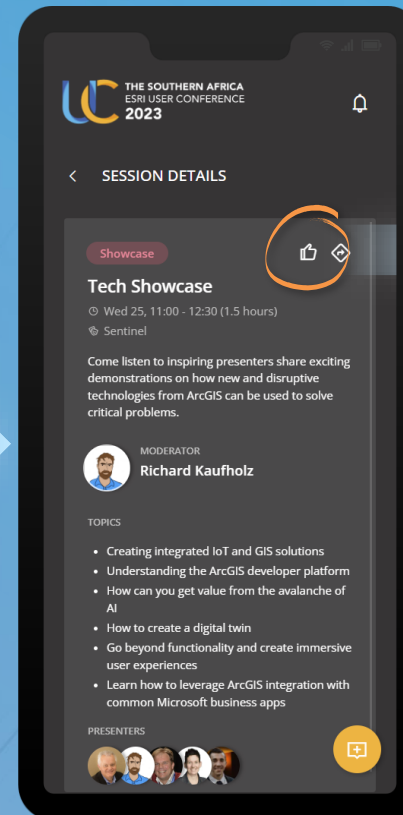 THE SOUTHERN AFRICA
ESRI USER CONFERENCE
2023
SESSION DETAILS
Showcase
Tech Showcase
Wed 25, 11:00 - 12:30 (1.5 hours)
Sentinel
Come listen to inspiring presenters share exciting
demonstrations on how new and disruptive
technologies from ArcGIS can be used to solve
critical problems.
MODERATOR
Richard Kaufholz
TOPICS
• Creating integrated IoT and GIS solutions
• Understanding the ArcGIS developer platform
• How can you get value from the avalanche of
AI
• How to create a digital twin
• Go beyond functionality and create immersive
user experiences
• Learn how to leverage ArcGIS integration with
common Microsoft business apps
PRESENTERS